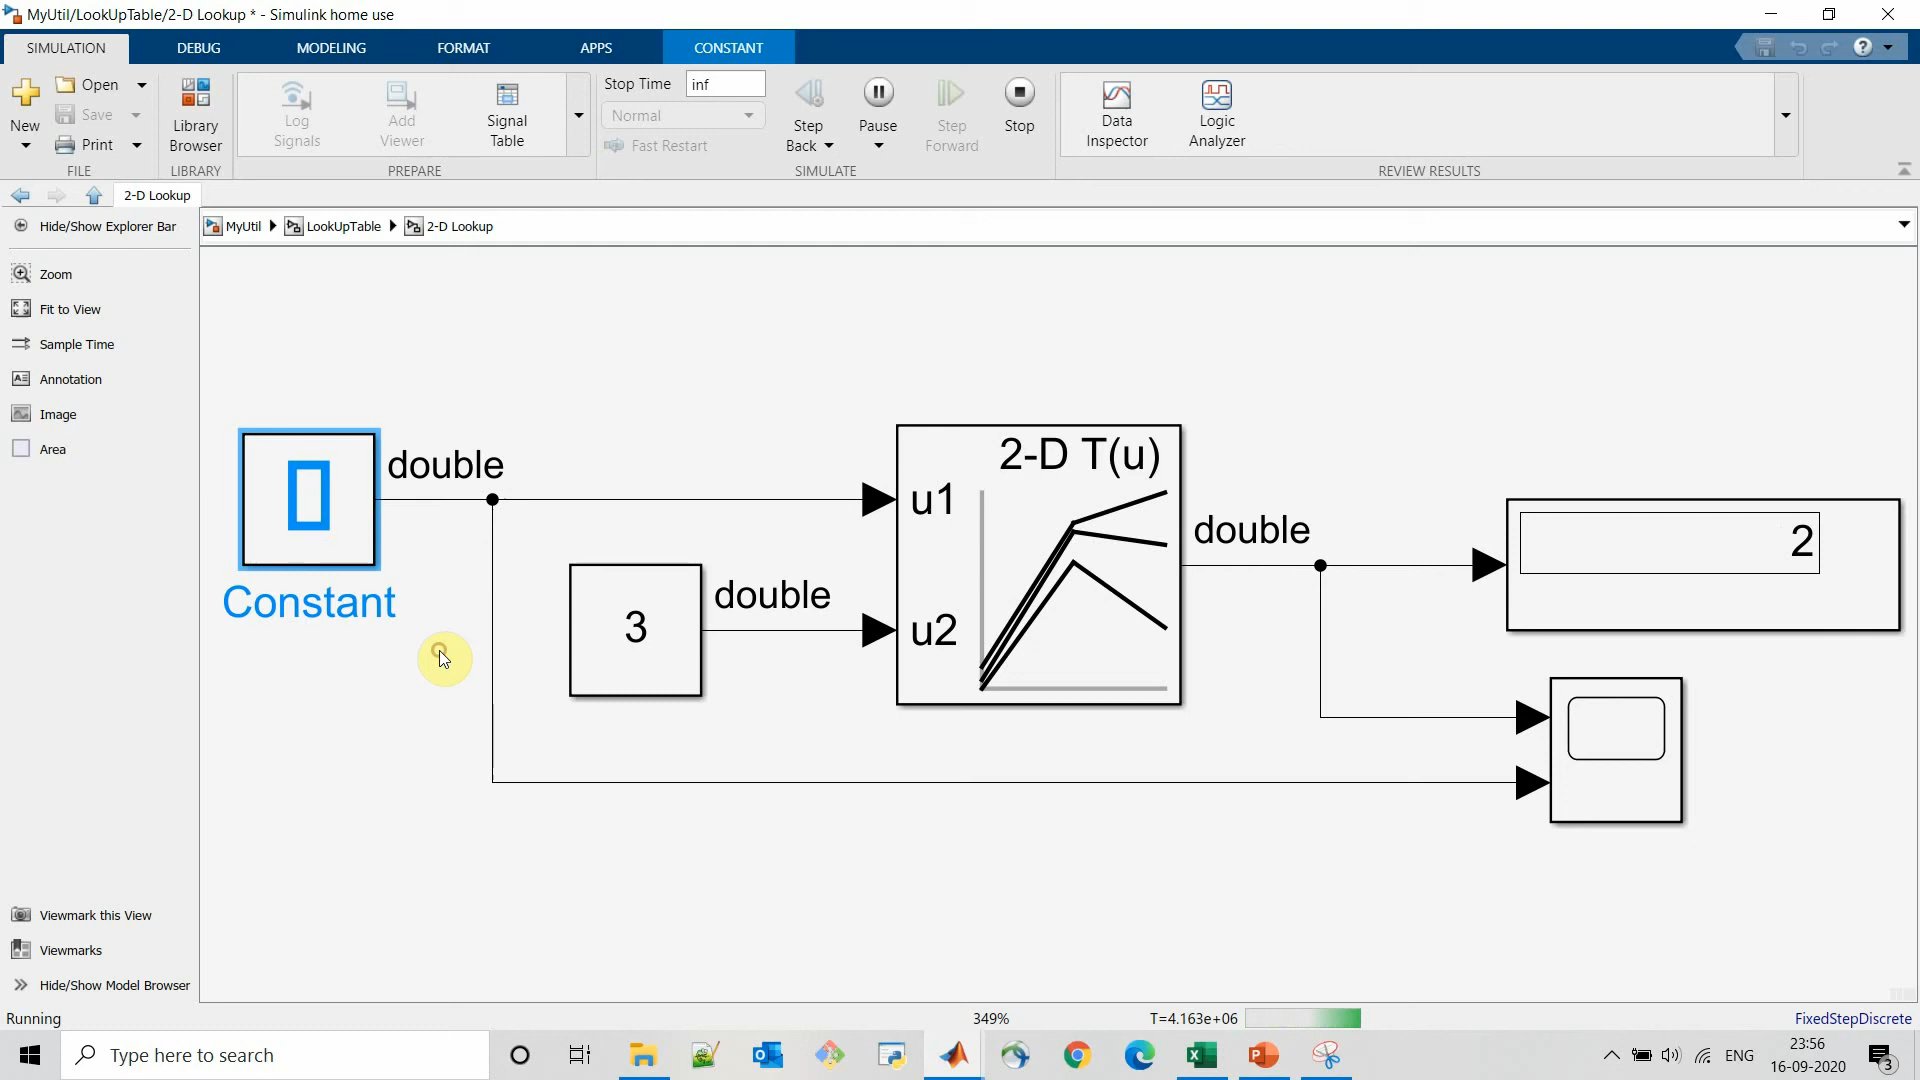 MyUtil/LookUpTable/2-D Lookup * - Simulink home use
SIMULATION DEBUG MODELING FORMAT APPS CONSTANT
New
Open
Save
Print
FILE
Library Browser
LIBRARY
Log Signals
Add Viewer
Signal Table
PREPARE
Stop Time inf
Normal
Fast Restart
Step Back
Pause
Step Forward
Stop
SIMULATE
Data Inspector
Logic Analyzer
REVIEW RESULTS
2-D Lookup
Hide/Show Explorer Bar
MyUtil LookUpTable 2-D Lookup
Zoom
Fit to View
Sample Time
Annotation
Image
Area
double
Constant
3
double
2-D T(u)
u1
u2
double
2
Viewmark this View
Viewmarks
Hide/Show Model Browser
Running 349% T=4.163e+06 FixedStepDiscrete
Type here to search
ENG
23:56
16-09-2020
3